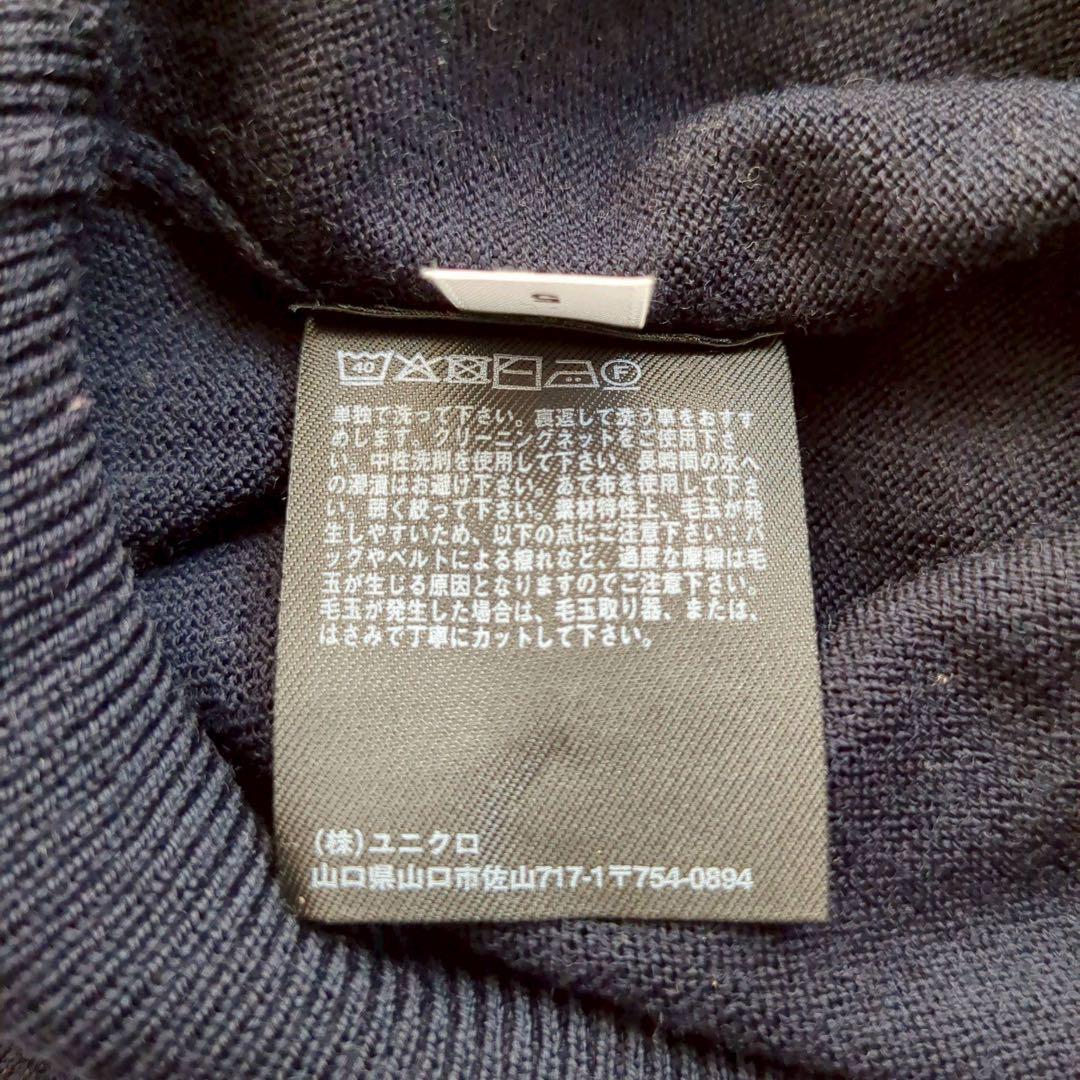 S
40 F
単独で洗って下さい。裏返して洗う事をおすす
めします。クリーニングネットをご使用下さ
い。中性洗剤を使用して下さい。長時間の水へ
の浸漬はお避け下さい。あて布を使用して下さ
い。弱く絞って下さい。素材特性上、毛玉が発
生しやすいため、以下の点にご注意下さい:バ
ッグやベルトによる擦れなど、過度な摩擦は毛
玉が生じる原因となりますのでご注意下さい。
毛玉が発生した場合は、毛玉取り器、または、
はさみで丁寧にカットして下さい。
(株)ユニクロ
山口県山口市佐山717-1〒754-0894